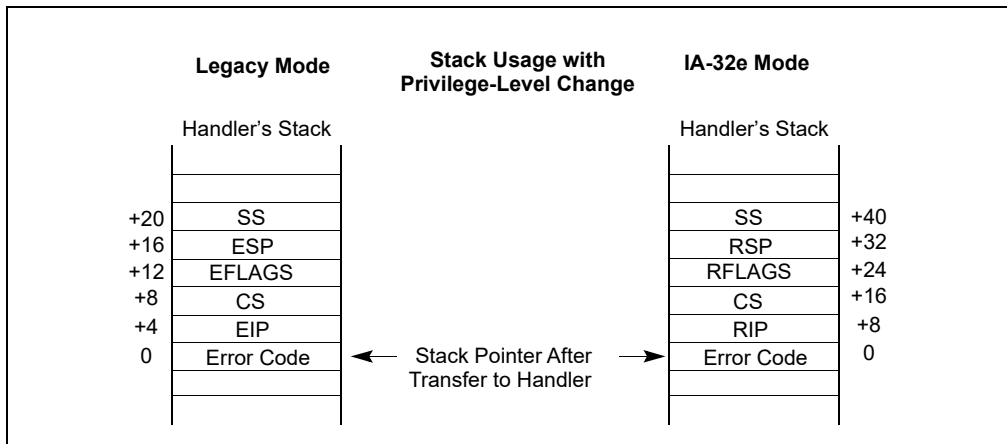 Legacy Mode
Stack Usage with
Privilege-Level Change
IA-32e Mode
Handler’s Stack
Handler’s Stack
+20 SS SS +40
+16 ESP RSP +32
+12 EFLAGS RFLAGS +24
+8 CS CS +16
+4 EIP RIP +8
0 Error Code Stack Pointer After Error Code 0
Transfer to Handler